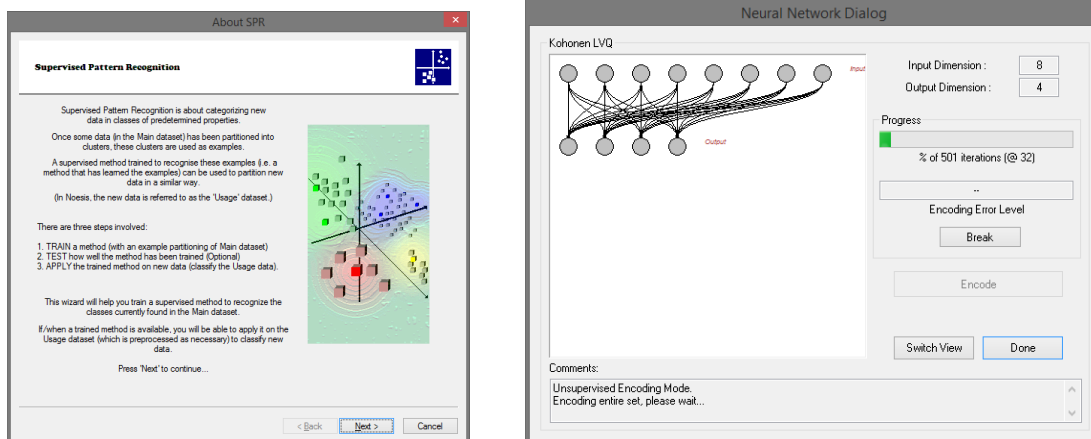 About SPR
Supervised Pattern Recognition
Supervised Pattern Recognition is about categorizing new
data in classes of predetemined properties.
Once some data (in the Main dataset) has been partitioned into
clusters, these clusters are used as examples.
A supervised method trained to recognise these examples (i.e. a
method that has learned the examples) can be used to partition new
data in a similar way.
(In Noesis, the new data is referred to as the 'Usage' dataset.)
There are three steps involved:
1. TRAIN a method (with an example partitioning of Main dataset)
2. TEST how well the method has been trained (Optional)
3. APPLY the trained method on new data (classify the Usage data).
This wizard will help you train a supervised method to recognize the
classes currently found in the Main dataset.
If/when a trained method is available, you will be able to apply it on the
Usage dataset (which is preprocessed as necessary) to classify new
data.
Press 'Next' to continue...
< Back
Next >
Cancel
Neural Network Dialog
Kohonen LVQ
Input
Output
Input Dimension :
8
Output Dimension :
4
Progress
% of 501 iterations (@ 32)
..
Encoding Error Level
Break
Encode
Switch View
Done
Comments:
Unsupervised Encoding Mode.
Encoding entire set, please wait...